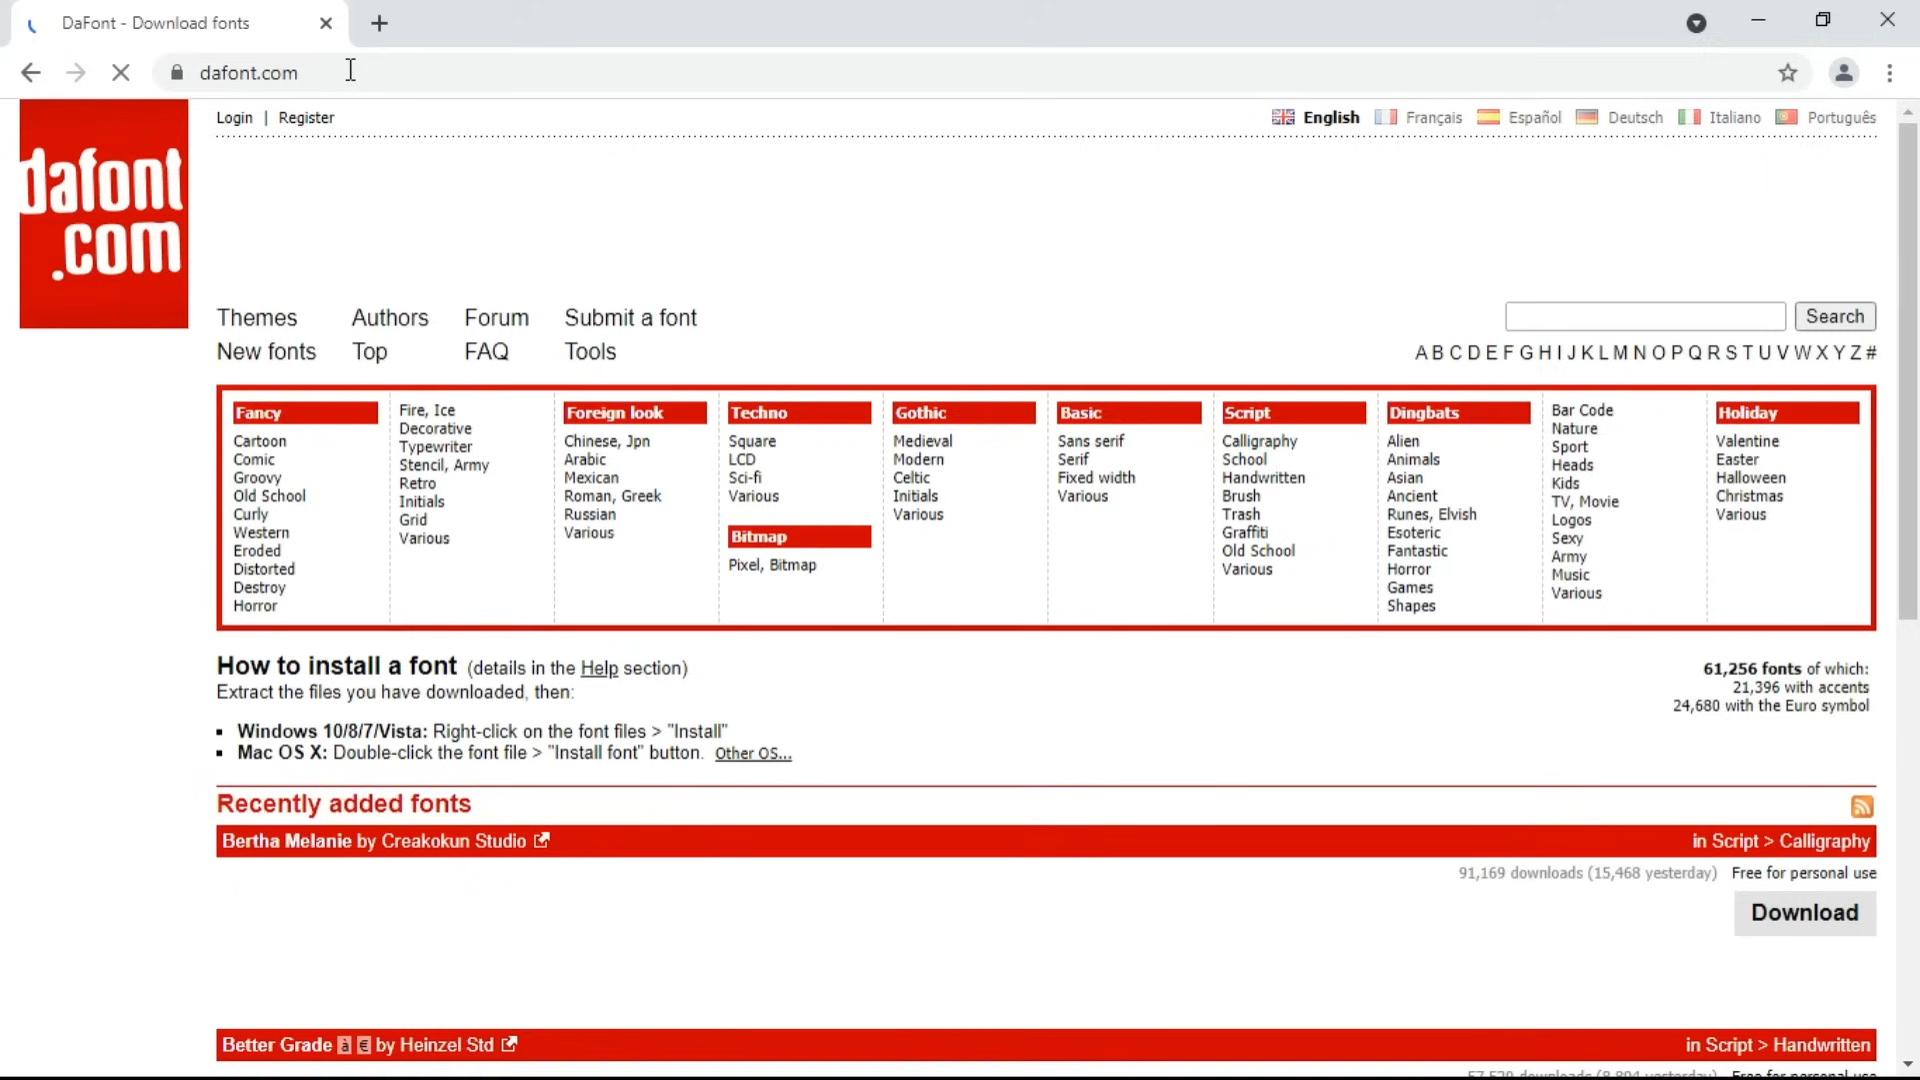 DaFont - Download fonts
dafont.com
dafont
.com
Login | Register
English Français Español Deutsch Italiano Português
Themes Authors Forum Submit a font
Search
New fonts Top FAQ Tools
A B C D E F G H I J K L M N O P Q R S T U V W X Y Z #
Fancy
Cartoon
Comic
Groovy
Old School
Curly
Western
Eroded
Distorted
Destroy
Horror
Fire, Ice
Decorative
Typewriter
Stencil, Army
Retro
Initials
Grid
Various
Foreign look
Chinese, Jpn
Arabic
Mexican
Roman, Greek
Russian
Various
Techno
Square
LCD
Sci-fi
Various
Bitmap
Pixel, Bitmap
Gothic
Medieval
Modern
Celtic
Initials
Various
Basic
Sans serif
Serif
Fixed width
Various
Script
Calligraphy
School
Handwritten
Brush
Trash
Graffiti
Old School
Various
Dingbats
Alien
Animals
Asian
Ancient
Runes, Elvish
Esoteric
Fantastic
Horror
Games
Shapes
Bar Code
Nature
Sport
Heads
Kids
TV, Movie
Logos
Sexy
Army
Music
Various
Holiday
Valentine
Easter
Halloween
Christmas
Various
How to install a font (details in the Help section)
Extract the files you have downloaded, then:
▪ Windows 10/8/7/Vista: Right-click on the font files > "Install"
▪ Mac OS X: Double-click the font file > "Install font" button. Other OS...
61,256 fonts of which:
21,396 with accents
24,680 with the Euro symbol
Recently added fonts
Bertha Melanie by Creakokun Studio in Script > Calligraphy
91,169 downloads (15,468 yesterday) Free for personal use
Download
Better Grade à € by Heinzel Std in Script > Handwritten
57,529 downloads (8,894 yesterday) Free for personal use